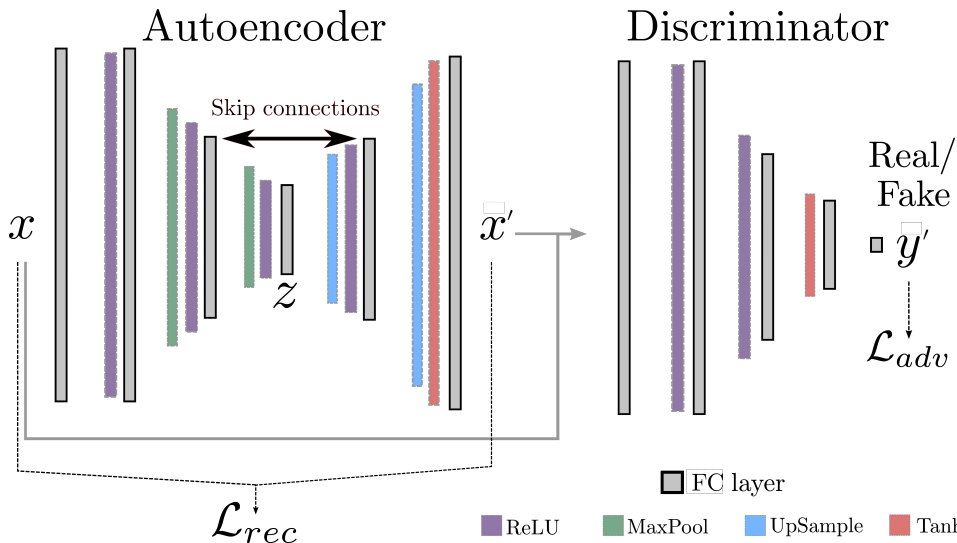 Autoencoder
Discriminator
Skip connections
Real/
Fake
x
x′
y′
z
ℒadv
ℒrec
FC layer
ReLU
MaxPool
UpSample
Tanh